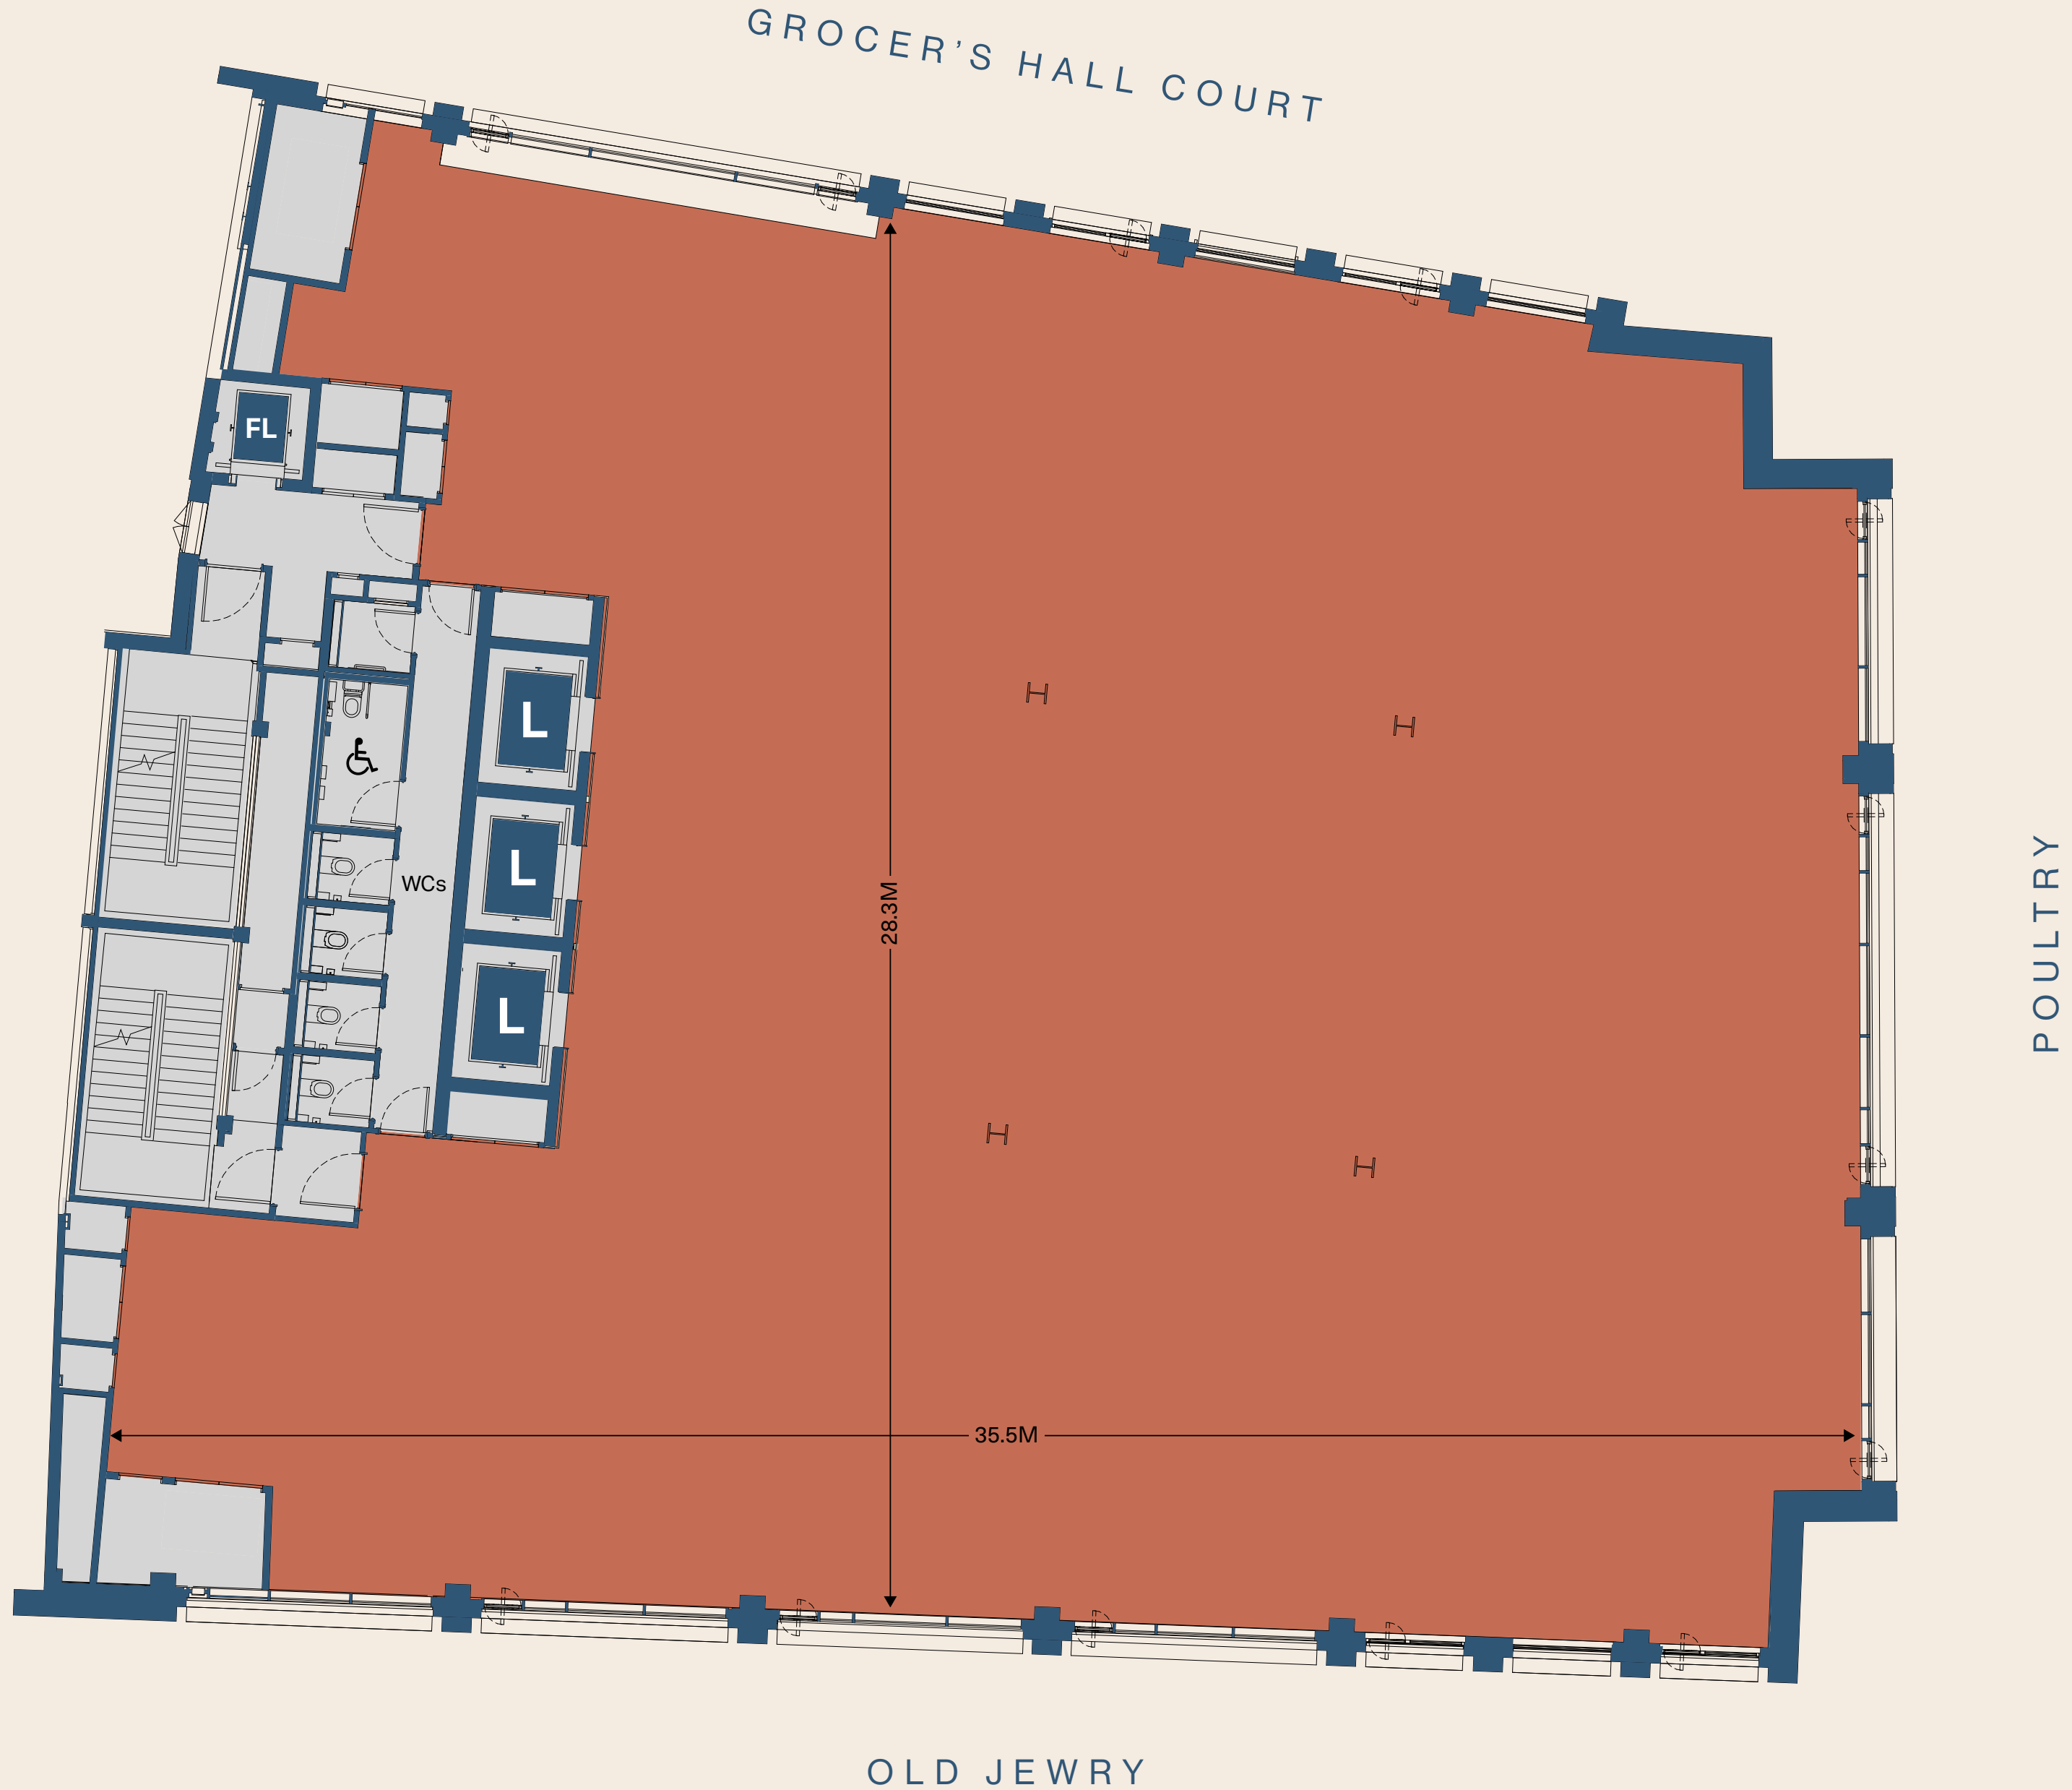 GROCER’S HALL COURT
FL
L
L
WCs
28.3M
POULTRY
L
35.5M
OLD JEWRY